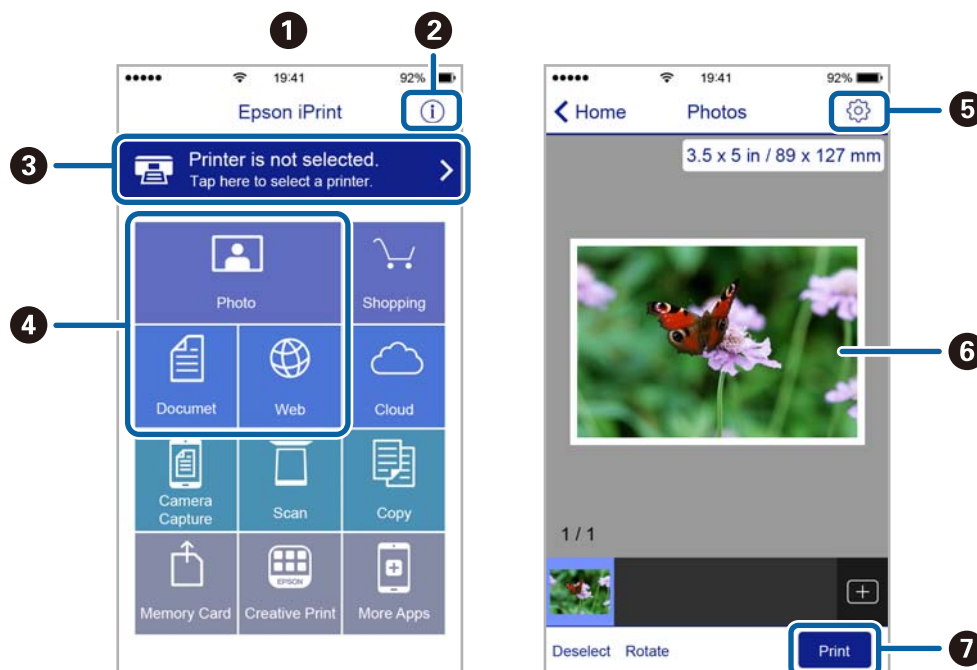 1
2
19:41
92%
Epson iPrint
3
Printer is not selected.
Tap here to select a printer.
4
Photo
Shopping
Documet
Web
Cloud
Camera
Capture
Scan
Copy
EPSON
Memory Card
Creative Print
More Apps
19:41
92%
Home
Photos
5
3.5 x 5 in / 89 x 127 mm
6
1 / 1
Deselect
Rotate
Print
7